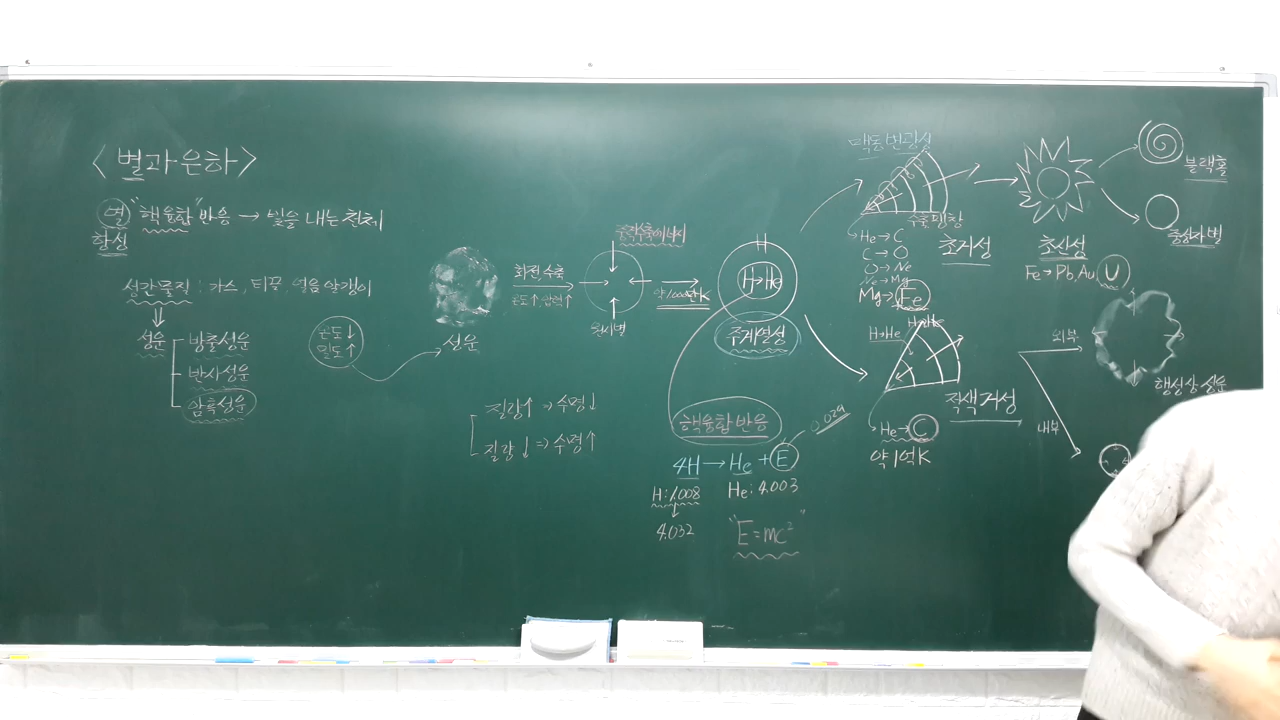 <별과 은하>
별 "핵융합" 반응 → 빛을 내는 천체
항성
성간물질 : 가스, 티끌, 얼음 알갱이
성운
방출성운
반사성운
암흑성운
온도↓
밀도↑
성운
회전, 수축
온도↑, 압력↑
중력수축에너지
원시별
약 1,000만K
H
H→He
주계열성
질량↑ ⇒ 수명↓
질량↓ ⇒ 수명↑
핵융합 반응
4H → He + E
0.029
H : 1.008
He : 4.003
4.032
"E=mc²"
맥동변광성
수축팽창
초거성
He→C
C→O
O→Ne
Ne→Mg
Mg→Fe
초신성
Fe→Pb, Au, U
블랙홀
중성자별
H→He
H→He
적색거성
He→C
약 1억K
외부
내부
행성상 성운